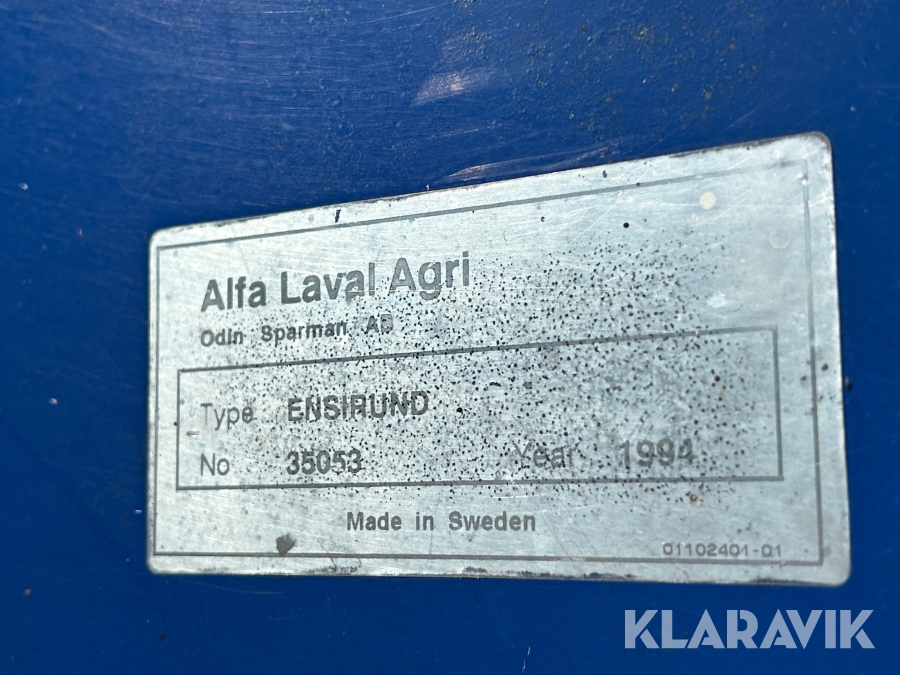 Alfa Laval Agri
Odin Sparman AB
Type ENSIRUND
No 35053 Year 1994
Made in Sweden
01102401-01
KLARAVIK